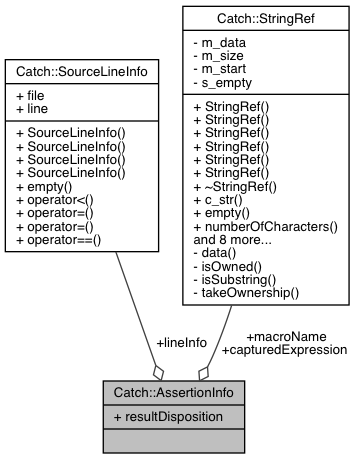 Catch::StringRef
- m_data
- m_size
- m_start
- s_empty
+ StringRef()
+ StringRef()
+ StringRef()
+ StringRef()
+ StringRef()
+ StringRef()
+ ~StringRef()
+ c_str()
+ empty()
+ numberOfCharacters()
and 8 more...
- data()
- isOwned()
- isSubstring()
- takeOwnership()
Catch::SourceLineInfo
+ file
+ line
+ SourceLineInfo()
+ SourceLineInfo()
+ SourceLineInfo()
+ SourceLineInfo()
+ empty()
+ operator<()
+ operator=()
+ operator=()
+ operator==()
+lineInfo
+macroName
+capturedExpression
Catch::AssertionInfo
+ resultDisposition